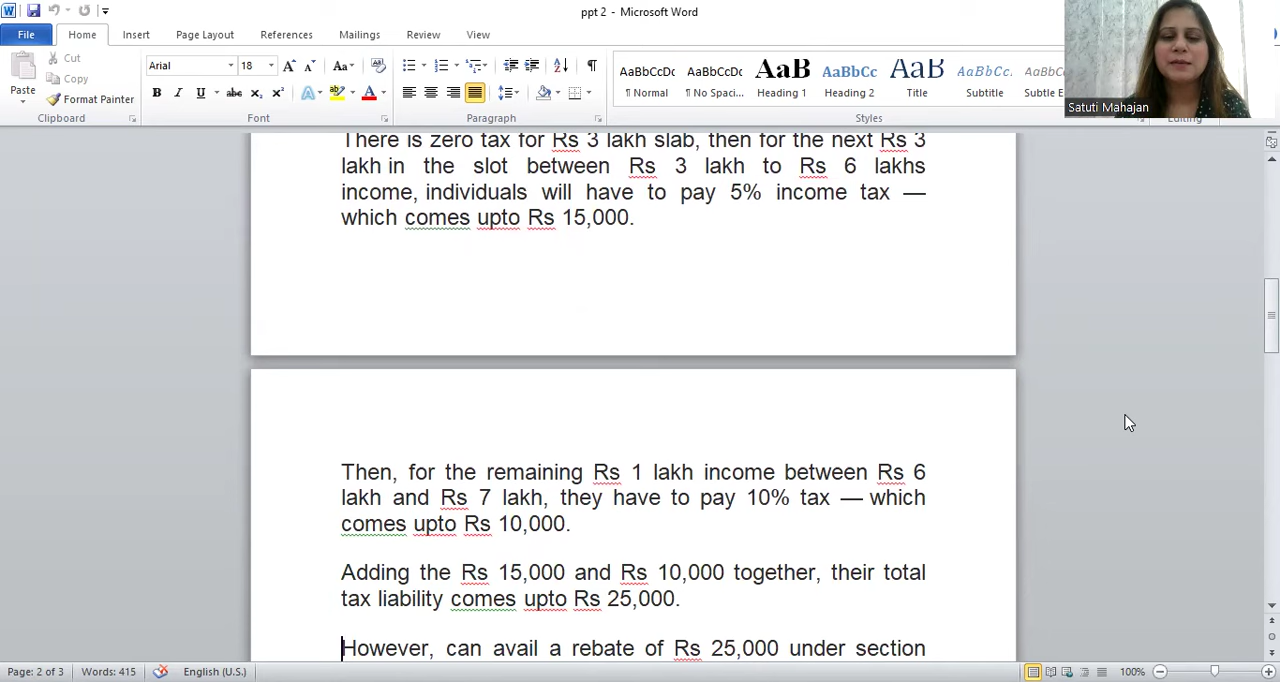 ppt 2 - Microsoft Word
File Home Insert Page Layout References Mailings Review View
Paste
Cut
Copy
Format Painter
Clipboard
Arial 18
Font
Paragraph
AaBbCcDc AaBbCcDc AaB AaBbCc AaB AaBbCc. AaBbCcDc
¶ Normal ¶ No Spaci... Heading 1 Heading 2 Title Subtitle Subtle E
Styles
Satuti Mahajan
There is zero tax for Rs 3 lakh slab, then for the next Rs 3
lakh in the slot between Rs 3 lakh to Rs 6 lakhs
income, individuals will have to pay 5% income tax —
which comes upto Rs 15,000.
Then, for the remaining Rs 1 lakh income between Rs 6
lakh and Rs 7 lakh, they have to pay 10% tax — which
comes upto Rs 10,000.
Adding the Rs 15,000 and Rs 10,000 together, their total
tax liability comes upto Rs 25,000.
However, can avail a rebate of Rs 25,000 under section
Page: 2 of 3 Words: 415 English (U.S.) 100%